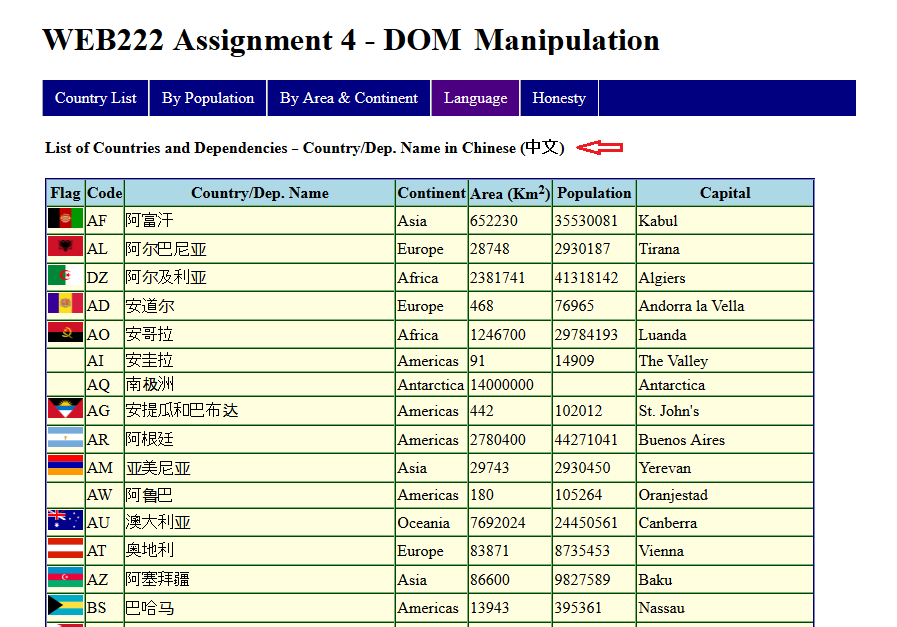 WEB222 Assignment 4 - DOM Manipulation
Country List By Population By Area & Continent Language Honesty
List of Countries and Dependencies – Country/Dep. Name in Chinese (中文)
Flag Code Country/Dep. Name Continent Area (Km²) Population Capital
AF 阿富汗 Asia 652230 35530081 Kabul
AL 阿尔巴尼亚 Europe 28748 2930187 Tirana
DZ 阿尔及利亚 Africa 2381741 41318142 Algiers
AD 安道尔 Europe 468 76965 Andorra la Vella
AO 安哥拉 Africa 1246700 29784193 Luanda
AI 安圭拉 Americas 91 14909 The Valley
AQ 南极洲 Antarctica 14000000 Antarctica
AG 安提瓜和巴布达 Americas 442 102012 St. John's
AR 阿根廷 Americas 2780400 44271041 Buenos Aires
AM 亚美尼亚 Asia 29743 2930450 Yerevan
AW 阿鲁巴 Americas 180 105264 Oranjestad
AU 澳大利亚 Oceania 7692024 24450561 Canberra
AT 奥地利 Europe 83871 8735453 Vienna
AZ 阿塞拜疆 Asia 86600 9827589 Baku
BS 巴哈马 Americas 13943 395361 Nassau